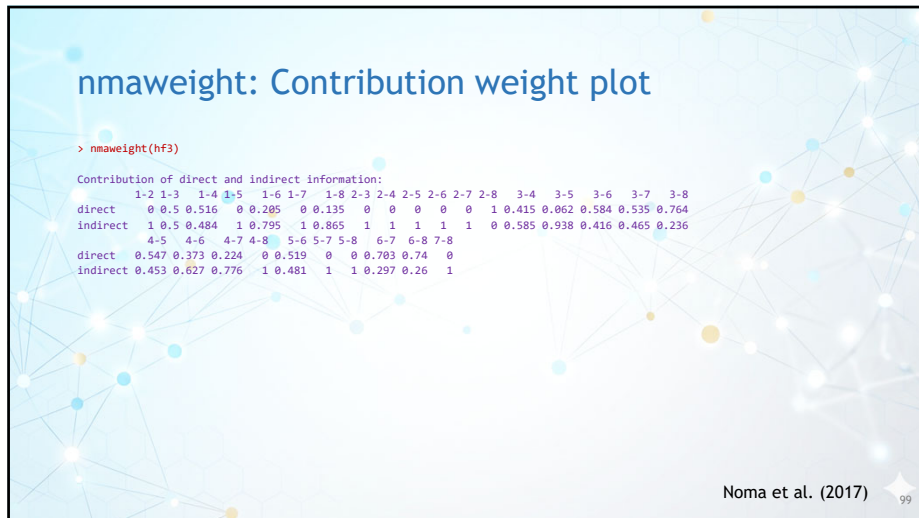 nmaweight: Contribution weight plot
> nmaweight(hf3)
Contribution of direct and indirect information:
1-2 1-3 1-4 1-5 1-6 1-7 1-8 2-3 2-4 2-5 2-6 2-7 2-8 3-4 3-5 3-6 3-7 3-8
direct 0 0.5 0.516 0 0.205 0 0.135 0 0 0 0 0 1 0.415 0.062 0.584 0.535 0.764
indirect 1 0.5 0.484 1 0.795 1 0.865 1 1 1 1 1 0 0.585 0.938 0.416 0.465 0.236
4-5 4-6 4-7 4-8 5-6 5-7 5-8 6-7 6-8 7-8
direct 0.547 0.373 0.224 0 0.519 0 0 0.703 0.74 0
indirect 0.453 0.627 0.776 1 0.481 1 1 0.297 0.26 1
Noma et al. (2017)
99